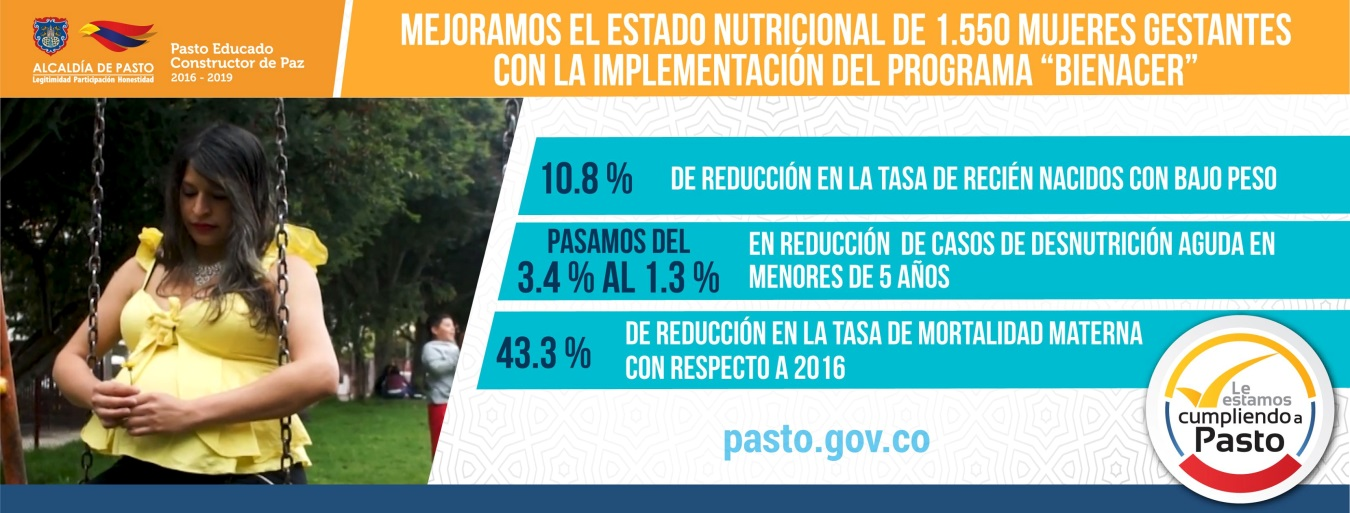 ALCALDÍA DE PASTO
Legitimidad Participación Honestidad
Pasto Educado
Constructor de Paz
2016 - 2019
MEJORAMOS EL ESTADO NUTRICIONAL DE 1.550 MUJERES GESTANTES
CON LA IMPLEMENTACIÓN DEL PROGRAMA “BIENACER”
10.8 % DE REDUCCIÓN EN LA TASA DE RECIÉN NACIDOS CON BAJO PESO
PASAMOS DEL
3.4 % AL 1.3 %
EN REDUCCIÓN DE CASOS DE DESNUTRICIÓN AGUDA EN
MENORES DE 5 AÑOS
43.3 %
DE REDUCCIÓN EN LA TASA DE MORTALIDAD MATERNA
CON RESPECTO A 2016
pasto.gov.co
Le
estamos
cumpliendo a
Pasto